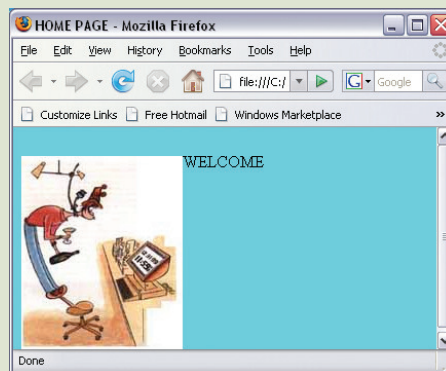 HOME PAGE - Mozilla Firefox
File Edit View History Bookmarks Tools Help
file:///C:/ G Google
Customize Links Free Hotmail Windows Marketplace »
WELCOME
Done